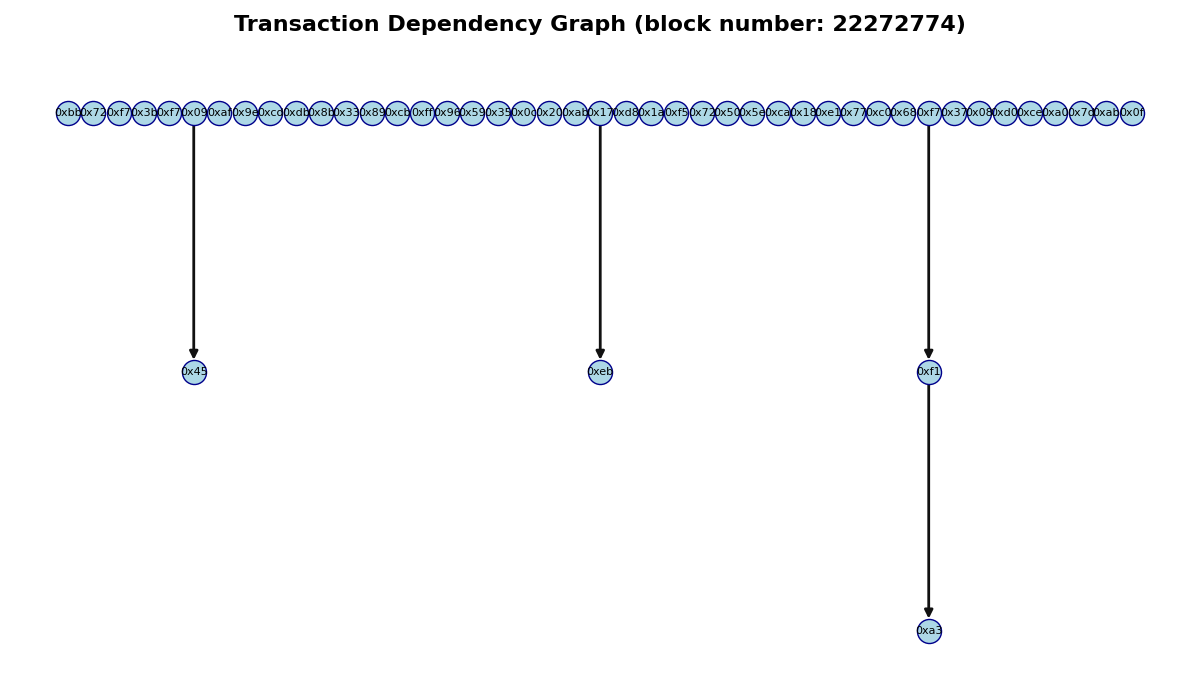 Transaction Dependency Graph (block number: 22272774)
0xbb 0x72 0xf7 0x3b 0xf7 0x09 0xaf 0x9e 0xcd 0xdb 0x8b 0x33 0x89 0xcb 0xff 0x96 0x59 0x35 0x0c 0x20 0xab 0x17 0xd8 0x1a 0xf5 0x72 0x50 0x5e 0xca 0x18 0xe1 0x77 0xc0 0x68 0xf7 0x37 0x08 0xd0 0xce 0xa0 0x7d 0xab 0x0f
0x45 0xeb 0xf1
0xa3